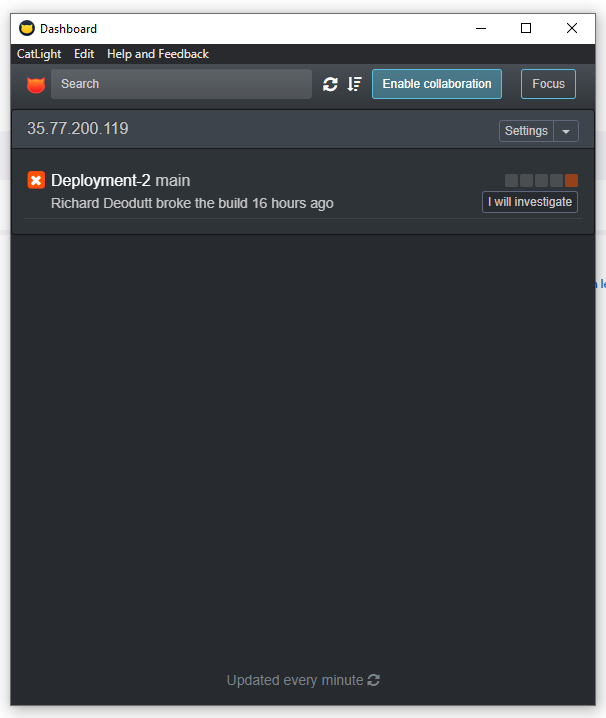 Dashboard
CatLight Edit Help and Feedback
Search Enable collaboration Focus
35.77.200.119 Settings
Deployment-2 main
Richard Deodutt broke the build 16 hours ago I will investigate
Updated every minute